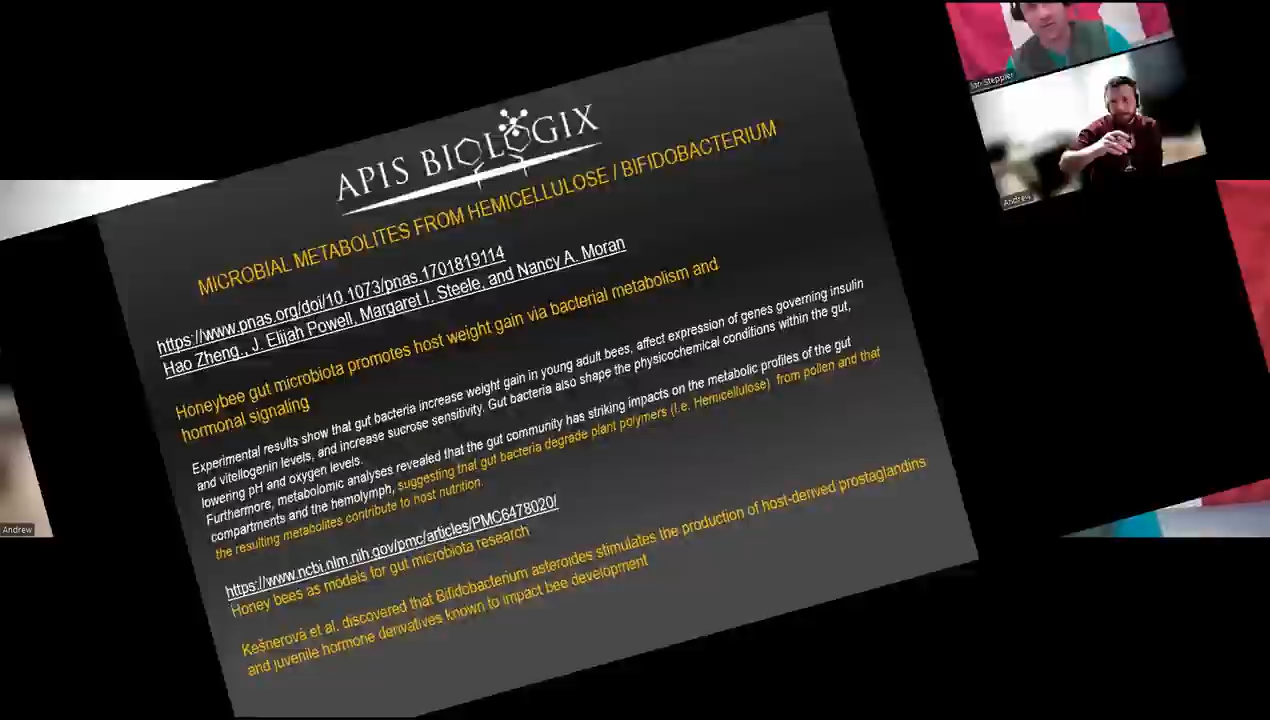 APIS BIOLOGIX
MICROBIAL METABOLITES FROM HEMICELLULOSE / BIFIDOBACTERIUM
https://www.pnas.org/doi/10.1073/pnas.1701819114
Hao Zheng,, J. Elijah Powell, Margaret I. Steele, and Nancy A. Moran
Honeybee gut microbiota promotes host weight gain via bacterial metabolism and
hormonal signaling
Experimental results show that gut bacteria increase weight gain in young adult bees, affect expression of genes governing insulin
and vitellogenin levels, and increase sucrose sensitivity. Gut bacteria also shape the physicochemical conditions within the gut,
lowering pH and oxygen levels.
Furthermore, metabolomic analyses revealed that the gut community has striking impacts on the metabolic profiles of the gut
compartments and the hemolymph, suggesting that gut bacteria degrade plant polymers (I.e. Hemicellulose) from pollen and that
the resulting metabolites contribute to host nutrition.
https://www.ncbi.nlm.nih.gov/pmc/articles/PMC6478020/
Honey bees as models for gut microbiota research
Kešnerová et al. discovered that Bifidobacterium asteroides stimulates the production of host-derived prostaglandins
and juvenile hormone derivatives known to impact bee development
Ian Steppler
Andrew
Andrew